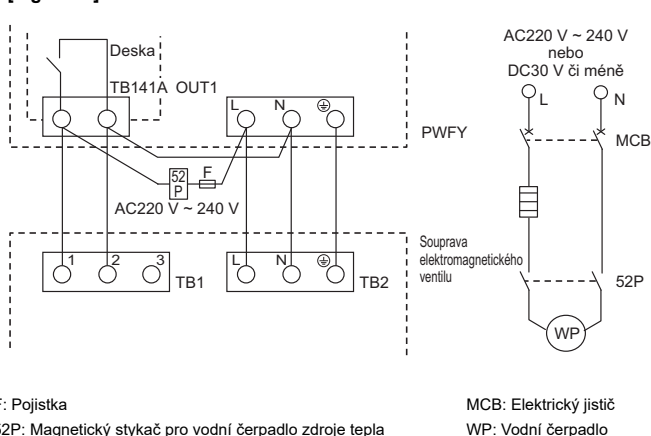 Deska
TB141A OUT1
L
N
PWFY
52
P
F
AC220 V ~ 240 V
1
2
3
TB1
L
N
TB2
Souprava
elektromagnetického
ventilu
AC220 V ~ 240 V
nebo
DC30 V či méně
L
N
MCB
52P
WP
F: Pojistka
52P: Magnetický stykač pro vodní čerpadlo zdroje tepla
MCB: Elektrický jistič
WP: Vodní čerpadlo